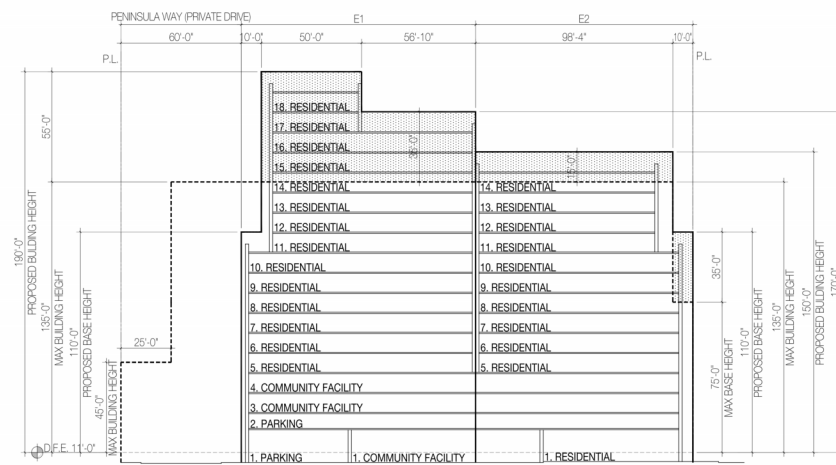 PENINSULA WAY (PRIVATE DRIVE)
E1
E2
60'-0"
10'-0"
50'-0"
56'-10"
98'-4"
10'-0"
P.L.
P.L.
55'-0"
190'-0"
PROPOSED BULDING HEIGHT
135'-0"
MAX BUILDING HEIGHT
110'-0"
PROPOSED BASE HEIGHT
25'-0"
45'-0"
MAX BUILDING HEIGHT
D.F.E. 11'-0"
18. RESIDENTIAL
17. RESIDENTIAL
16. RESIDENTIAL
15. RESIDENTIAL
14. RESIDENTIAL
13. RESIDENTIAL
12. RESIDENTIAL
11. RESIDENTIAL
10. RESIDENTIAL
9. RESIDENTIAL
8. RESIDENTIAL
7. RESIDENTIAL
6. RESIDENTIAL
5. RESIDENTIAL
4. COMMUNITY FACILITY
3. COMMUNITY FACILITY
2. PARKING
1. PARKING
1. COMMUNITY FACILITY
1. RESIDENTIAL
35'-0"
15'-0"
14. RESIDENTIAL
13. RESIDENTIAL
12. RESIDENTIAL
11. RESIDENTIAL
10. RESIDENTIAL
9. RESIDENTIAL
8. RESIDENTIAL
7. RESIDENTIAL
6. RESIDENTIAL
5. RESIDENTIAL
35'-0"
75'-0"
MAX BASE HEIGHT
110'-0"
PROPOSED BASE HEIGHT
135'-0"
MAX BUILDING HEIGHT
150'-0"
PROPOSED BULDING HEIGHT
170'-0"